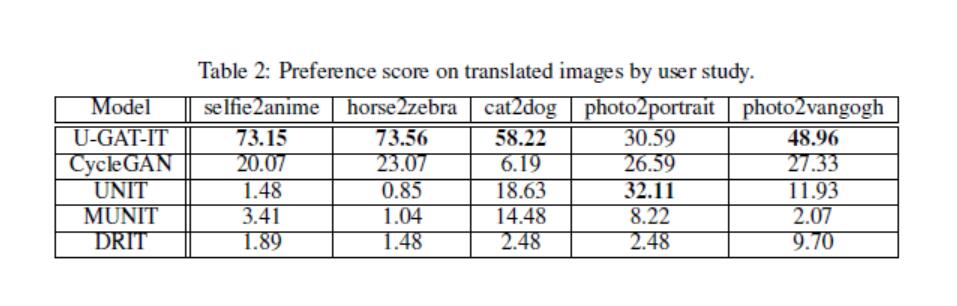 Table 2: Preference score on translated images by user study.
Model selfie2anime horse2zebra cat2dog photo2portrait photo2vangogh
U-GAT-IT 73.15 73.56 58.22 30.59 48.96
CycleGAN 20.07 23.07 6.19 26.59 27.33
UNIT 1.48 0.85 18.63 32.11 11.93
MUNIT 3.41 1.04 14.48 8.22 2.07
DRIT 1.89 1.48 2.48 2.48 9.70